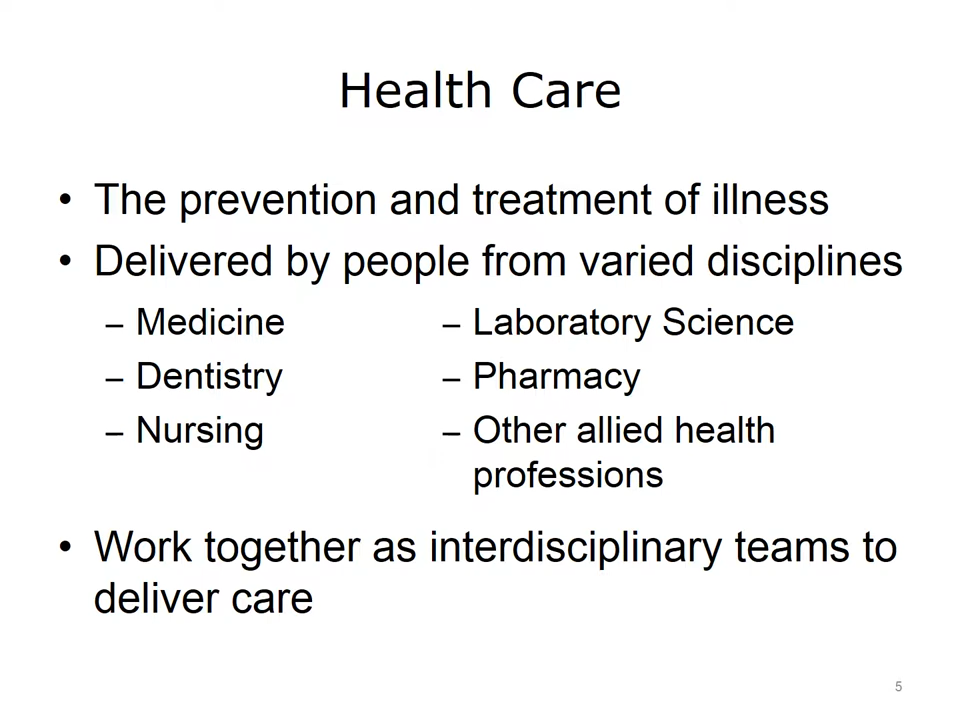 Health Care
• The prevention and treatment of illness
• Delivered by people from varied disciplines
– Medicine
– Dentistry
– Nursing
– Laboratory Science
– Pharmacy
– Other allied health
professions
• Work together as interdisciplinary teams to
deliver care
5